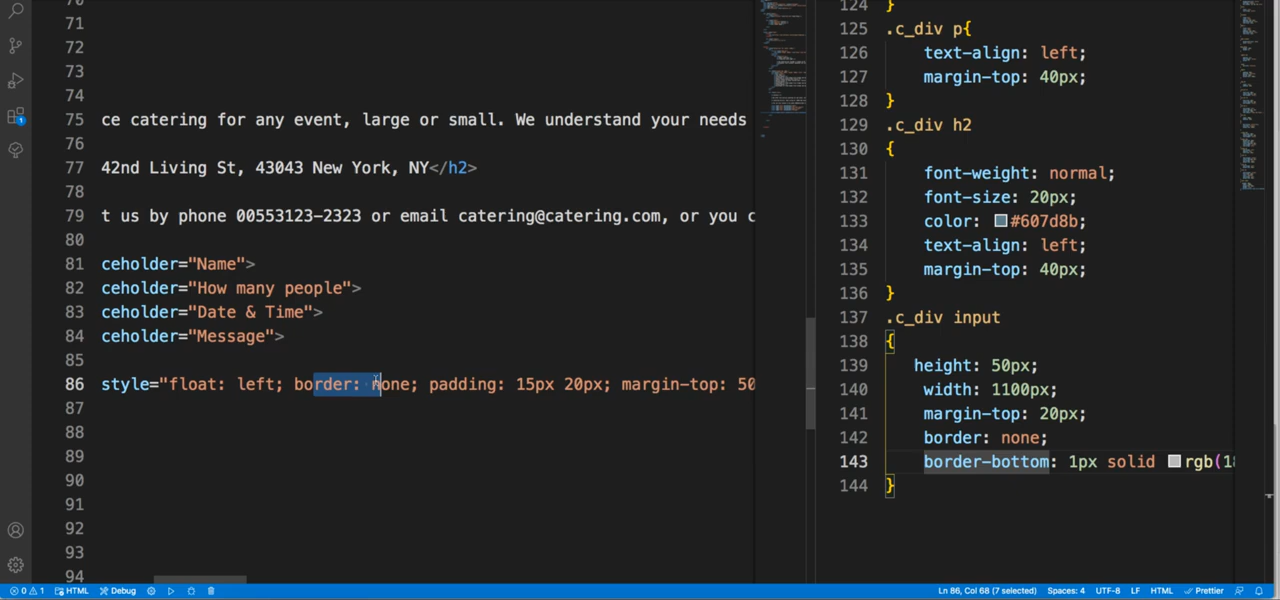 70
71
72
73
74
75 ce catering for any event, large or small. We understand your needs
76
77 42nd Living St, 43043 New York, NY</h2>
78
79 t us by phone 00553123-2323 or email catering@catering.com, or you c
80
81 ceholder="Name">
82 ceholder="How many people">
83 ceholder="Date & Time">
84 ceholder="Message">
85
86 style="float: left; border: none; padding: 15px 20px; margin-top: 50
87
88
89
90
91
92
93
94
124 }
125 .c_div p{
126 text-align: left;
127 margin-top: 40px;
128 }
129 .c_div h2
130 {
131 font-weight: normal;
132 font-size: 20px;
133 color: #607d8b;
134 text-align: left;
135 margin-top: 40px;
136 }
137 .c_div input
138 {
139 height: 50px;
140 width: 1100px;
141 margin-top: 20px;
142 border: none;
143 border-bottom: 1px solid rgb(18
144 }
1
0 1 HTML Debug Ln 86, Col 68 (7 selected) Spaces: 4 UTF-8 LF HTML Prettier